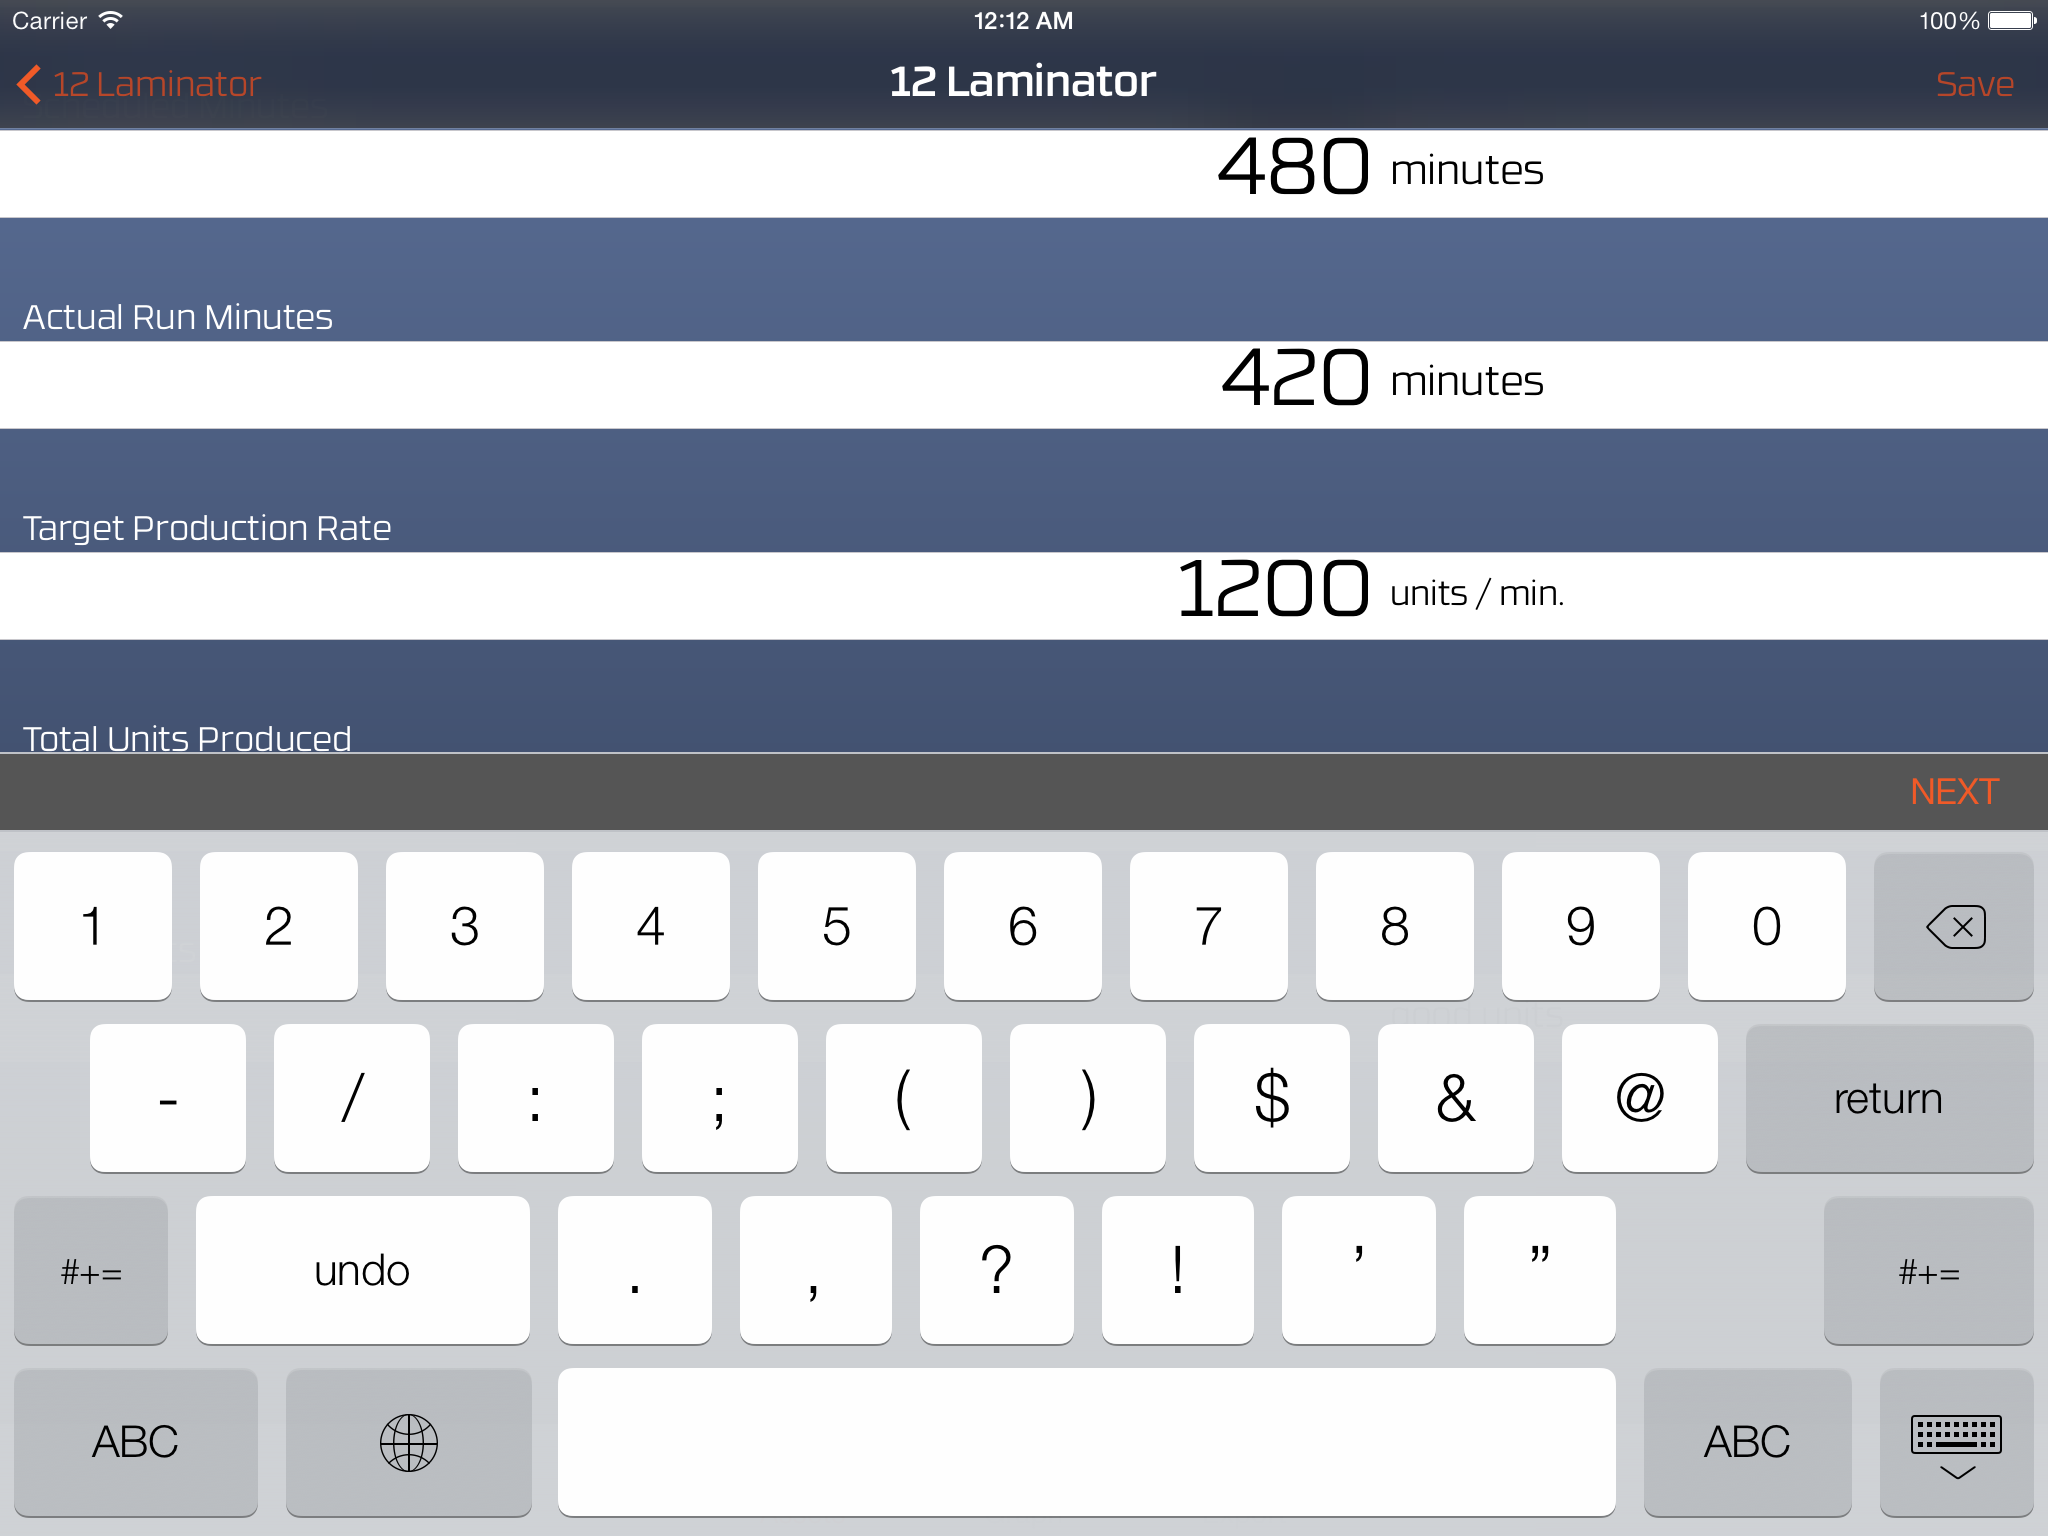 Carrier 12:12 AM 100%
12 Laminator 12 Laminator Save
480 minutes
Actual Run Minutes
420 minutes
Target Production Rate
1200 units / min.
Total Units Produced
NEXT
1 2 3 4 5 6 7 8 9 0
- / : ; ( ) $ & @ return
#+= undo . , ? ! ’ ” #+=
ABC ABC